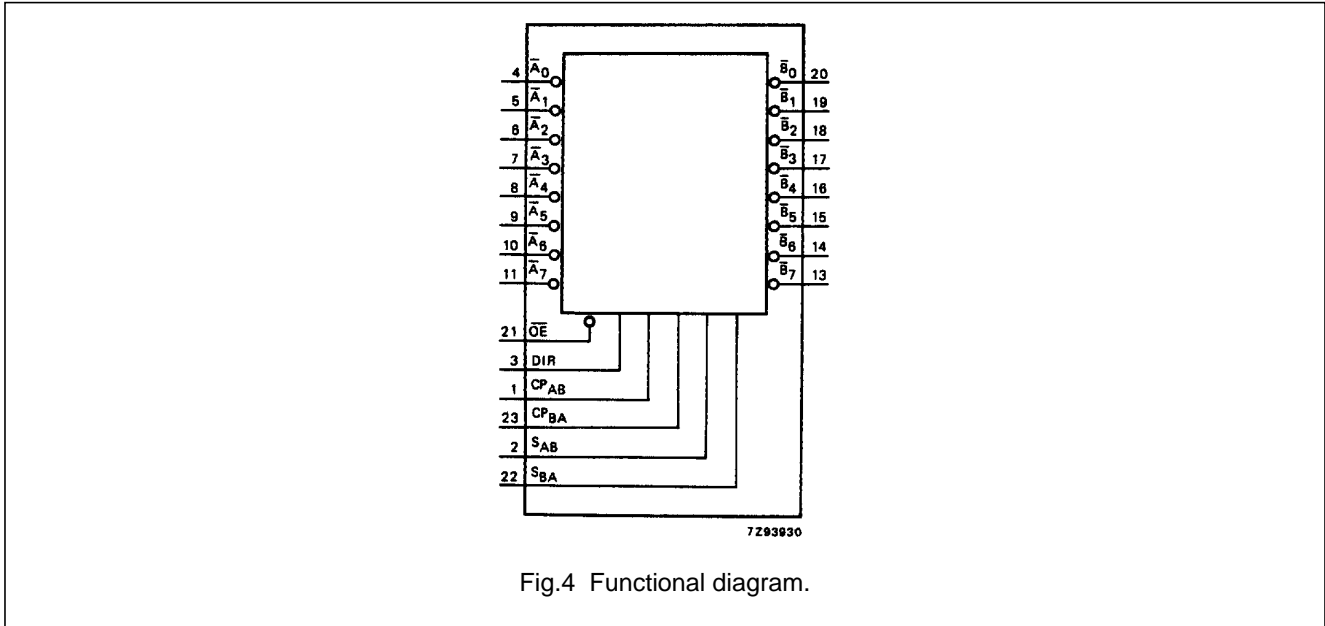 4 A̅0 B̅0 20
5 A̅1 B̅1 19
6 A̅2 B̅2 18
7 A̅3 B̅3 17
8 A̅4 B̅4 16
9 A̅5 B̅5 15
10 A̅6 B̅6 14
11 A̅7 B̅7 13
21 O̅E̅
3 DIR
1 CPAB
23 CPBA
2 SAB
22 SBA
7Z93930
Fig.4 Functional diagram.